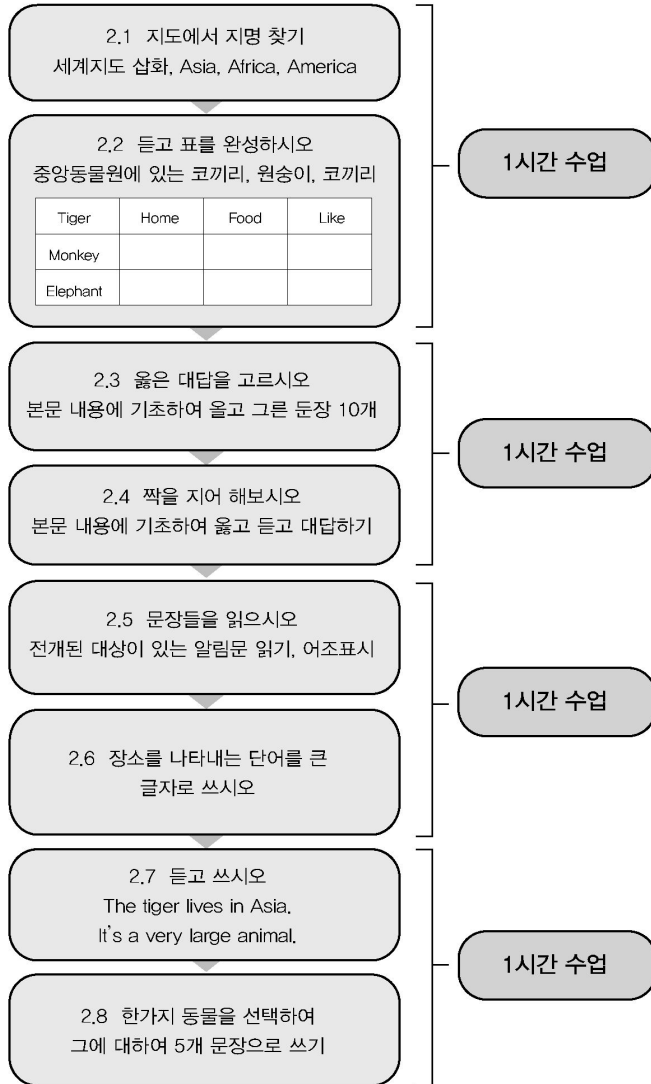 2.1 지도에서 지명 찾기
세계지도 삽화, Asia, Africa, America
2.2 듣고 표를 완성하시오
중앙동물원에 있는 코끼리, 원숭이, 코끼리
Tiger Home Food Like
Monkey
Elephant
1시간 수업
2.3 옳은 대답을 고르시오
본문 내용에 기초하여 올고 그른 둔장 10개
2.4 짝을 지어 해보시오
본문 내용에 기초하여 옳고 듣고 대답하기
1시간 수업
2.5 문장들을 읽으시오
전개된 대상이 있는 알림문 읽기, 어조표시
2.6 장소를 나타내는 단어를 큰
글자로 쓰시오
1시간 수업
2.7 듣고 쓰시오
The tiger lives in Asia.
It's a very large animal.
2.8 한가지 동물을 선택하여
그에 대하여 5개 문장으로 쓰기
1시간 수업